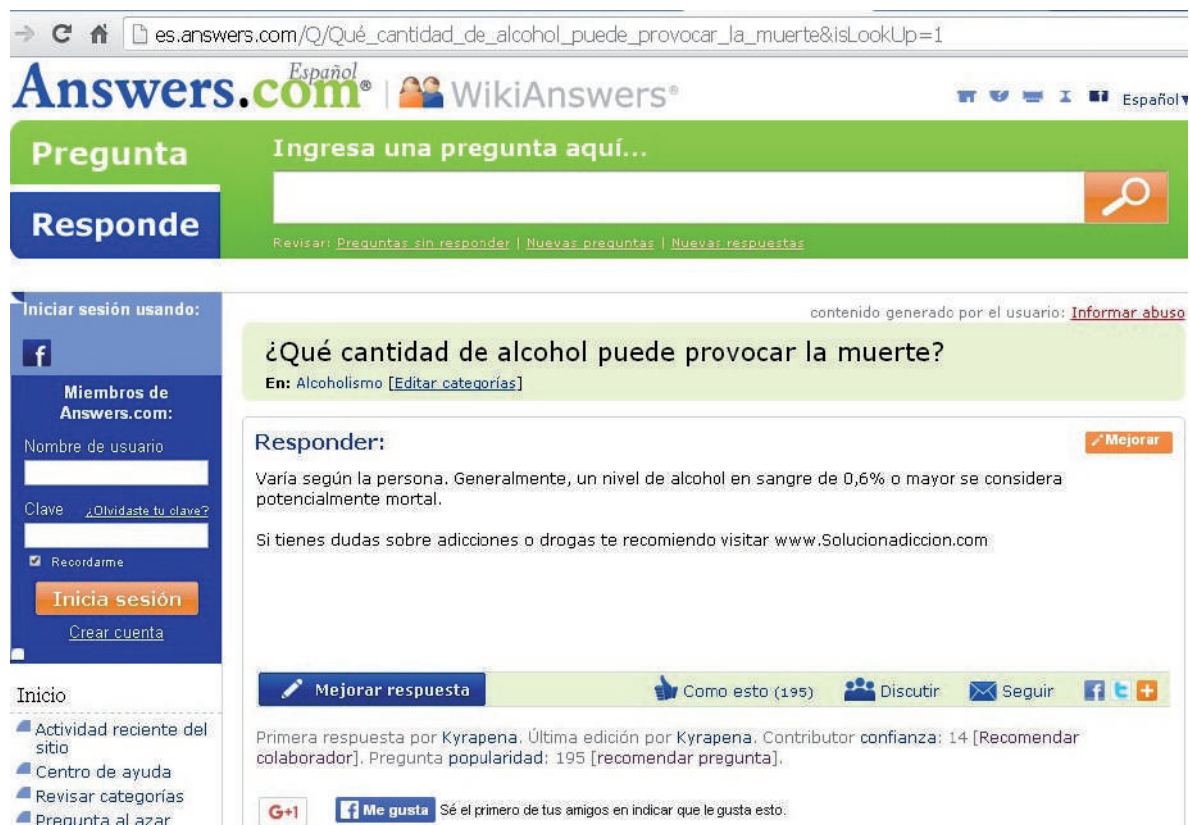 es.answers.com/Q/Qué_cantidad_de_alcohol_puede_provocar_la_muerte&isLookUp=1
Answers.com® Español | WikiAnswers®
Español▾
Pregunta
Ingresa una pregunta aquí...
Responde
Revisar: Preguntas sin responder | Nuevas preguntas | Nuevas respuestas
Iniciar sesión usando:
f
Miembros de
Answers.com:
Nombre de usuario
Clave ¿Olvidaste tu clave?
Recordarme
Inicia sesión
Crear cuenta
Inicio
Actividad reciente del
sitio
Centro de ayuda
Revisar categorías
Pregunta al azar
contenido generado por el usuario: Informar abuso
¿Qué cantidad de alcohol puede provocar la muerte?
En: Alcoholismo [Editar categorías]
Responder:
Mejorar
Varía según la persona. Generalmente, un nivel de alcohol en sangre de 0,6% o mayor se considera
potencialmente mortal.
Si tienes dudas sobre adicciones o drogas te recomiendo visitar www.Solucionadiccion.com
Mejorar respuesta
Como esto (195)
Discutir
Seguir
Primera respuesta por Kyrapena. Última edición por Kyrapena. Contributor confianza: 14 [Recomendar
colaborador]. Pregunta popularidad: 195 [recomendar pregunta].
G+1
f Me gusta Sé el primero de tus amigos en indicar que le gusta esto.